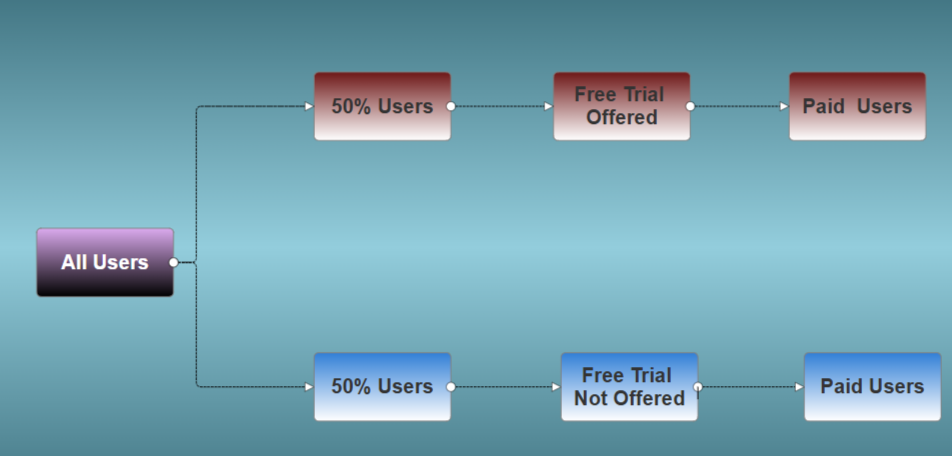 50% Users
Free Trial
Offered
Paid  Users
All Users
50% Users
Free Trial
Not Offered
Paid Users